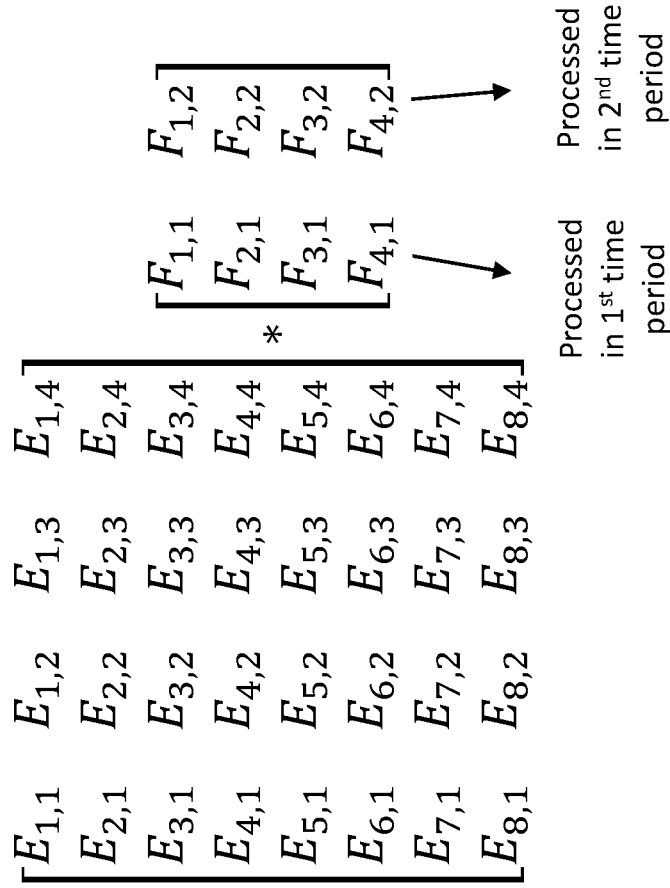 E1,1 E1,2 E1,3 E1,4
E2,1 E2,2 E2,3 E2,4
E3,1 E3,2 E3,3 E3,4
E4,1 E4,2 E4,3 E4,4
E5,1 E5,2 E5,3 E5,4
E6,1 E6,2 E6,3 E6,4
E7,1 E7,2 E7,3 E7,4
E8,1 E8,2 E8,3 E8,4
*
F1,1 F1,2
F2,1 F2,2
F3,1 F3,2
F4,1 F4,2
Processed
in 1st time
period
Processed
in 2nd time
period